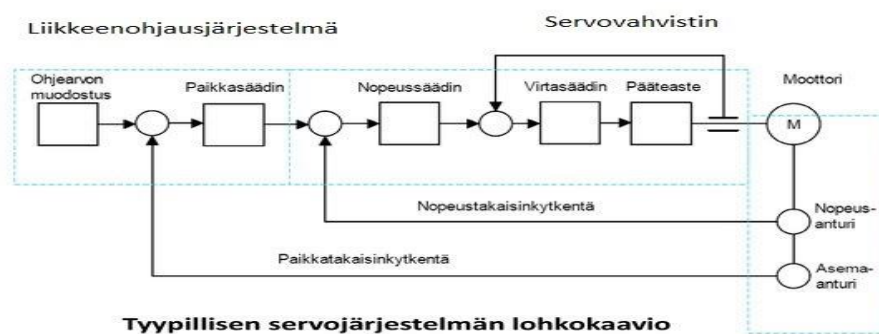 Liikkeenohjausjärjestelmä
Servovahvistin
Ohjearvon
muodostus
Paikkasäädin
Nopeussäädin
Virtasäädin
Pääteaste
Moottori
M
Nopeustakaisinkytkentä
Nopeus-
anturi
Paikkatakaisinkytkentä
Asema-
anturi
Tyypillisen servojärjestelmän lohkokaavio